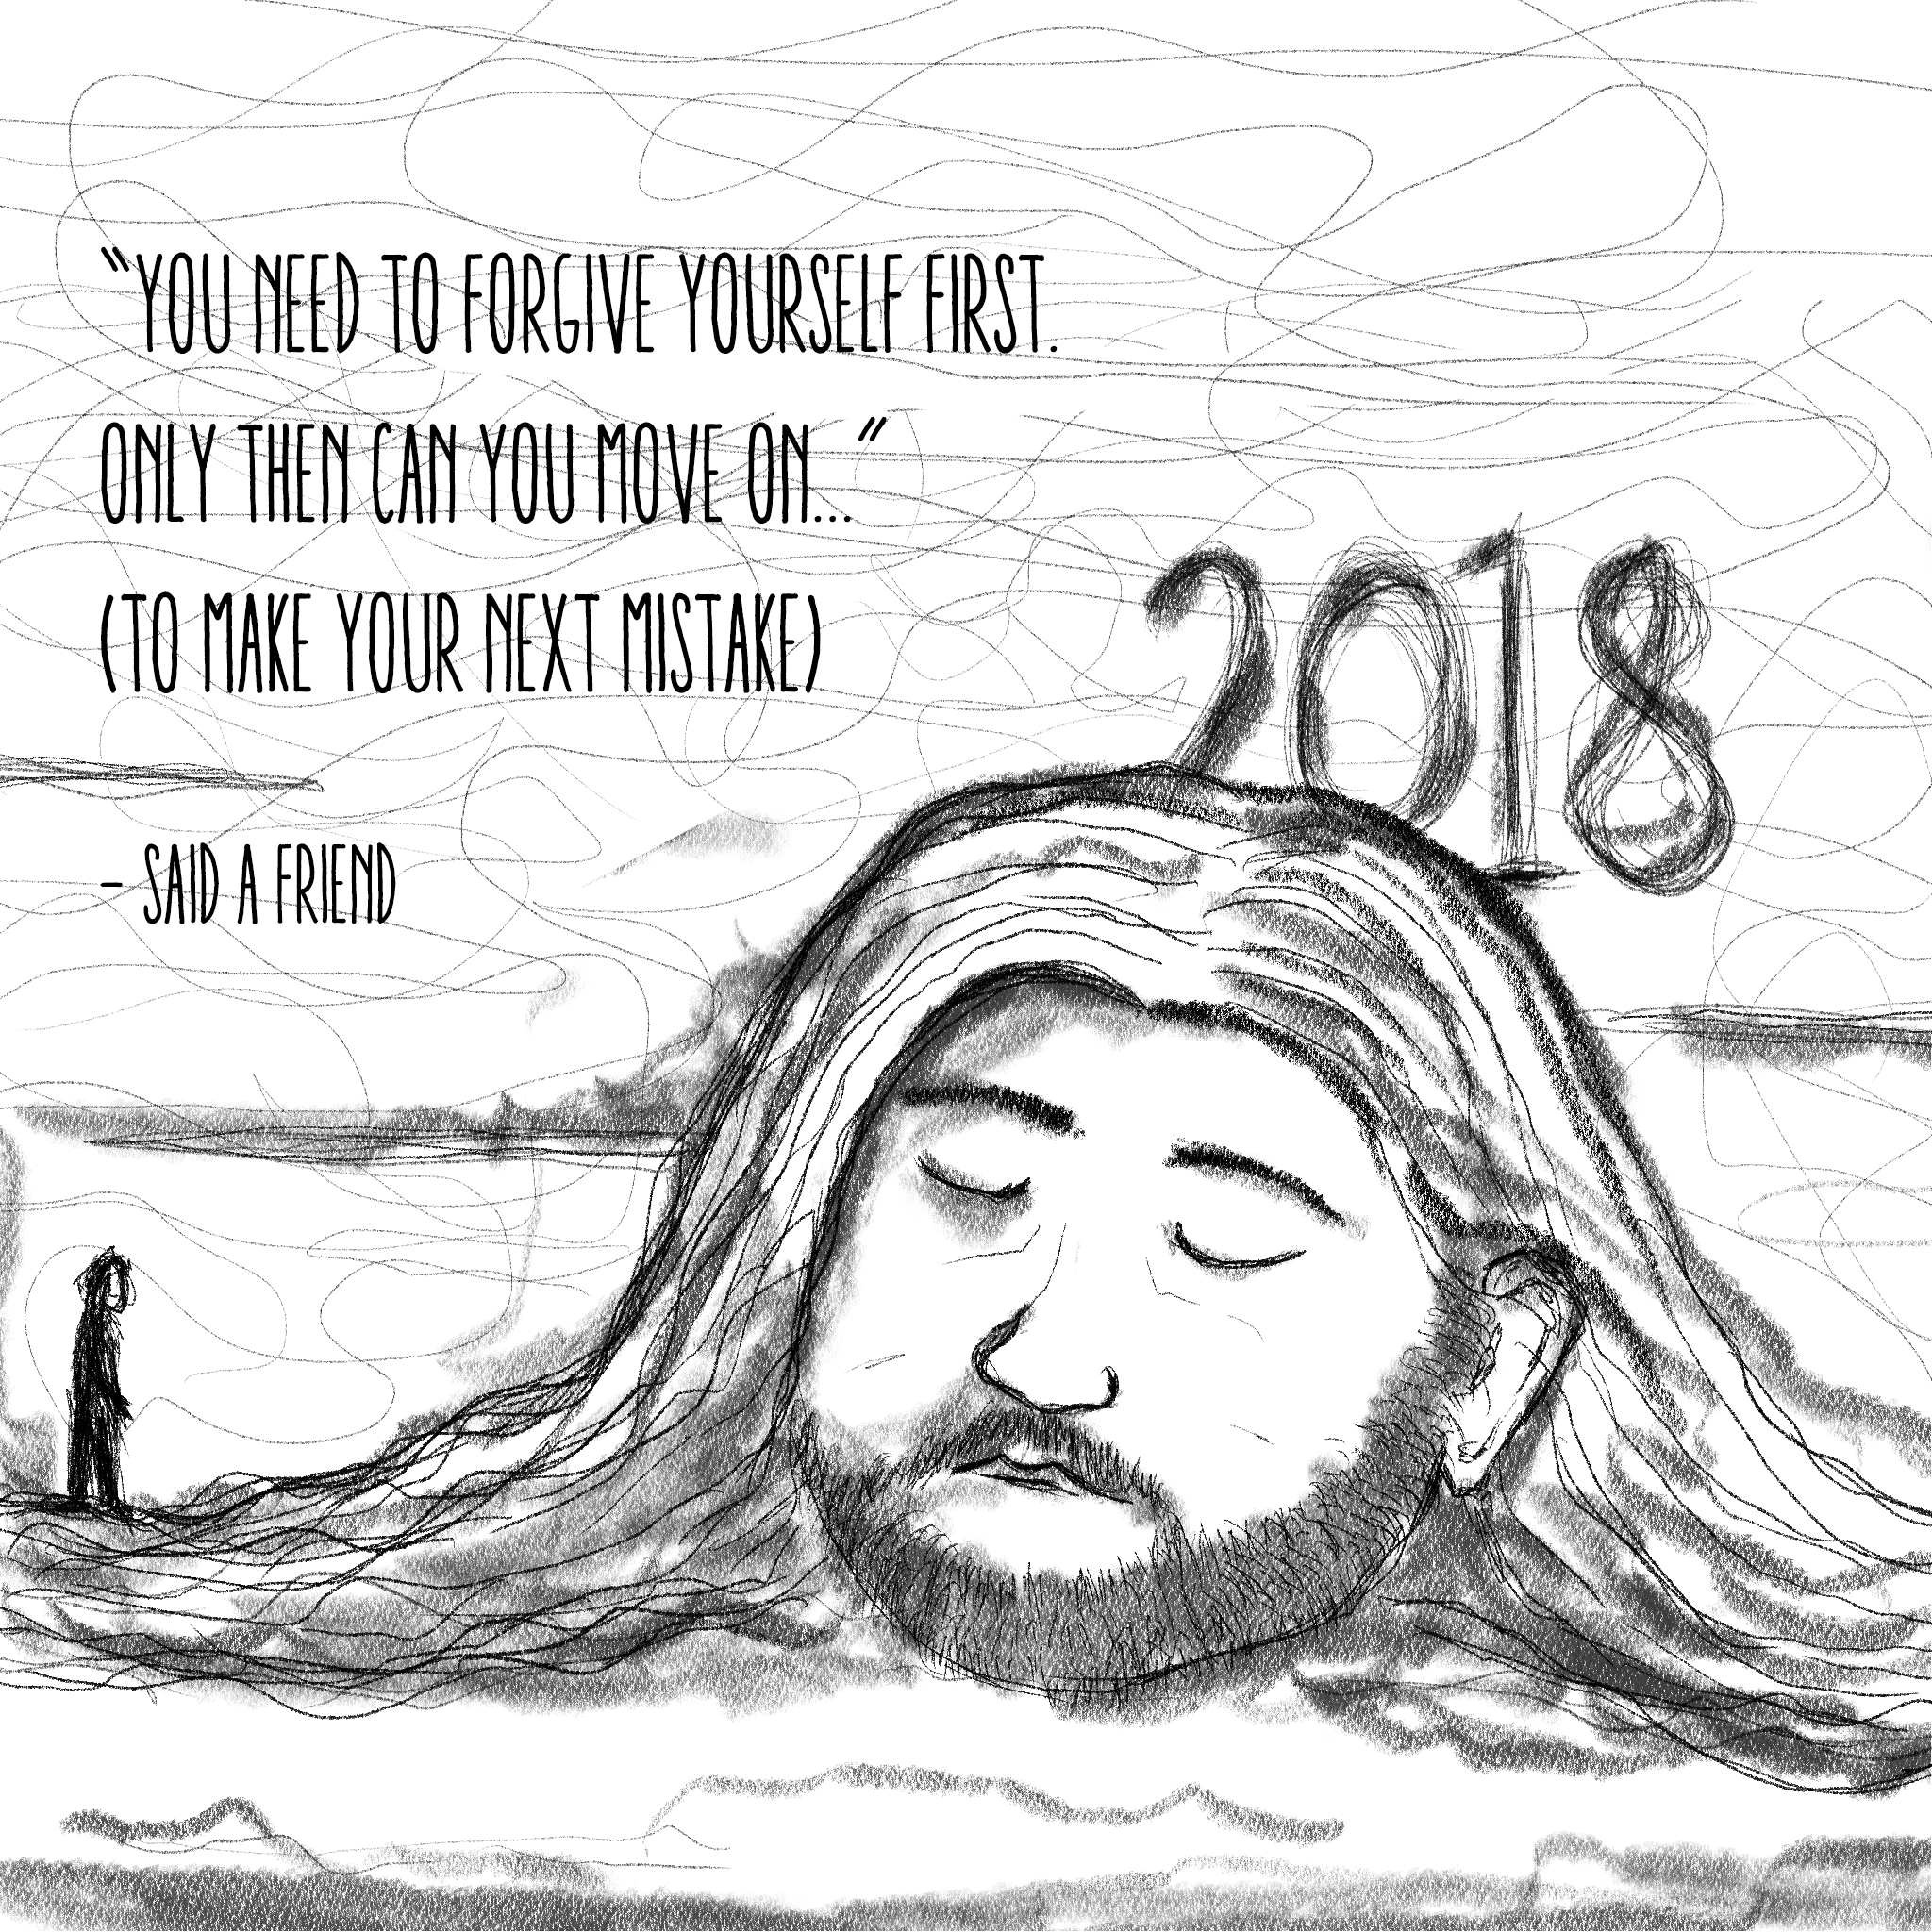 "YOU NEED TO FORGIVE YOURSELF FIRST.
ONLY THEN CAN YOU MOVE ON..."
(TO MAKE YOUR NEXT MISTAKE)
- SAID A FRIEND
2018